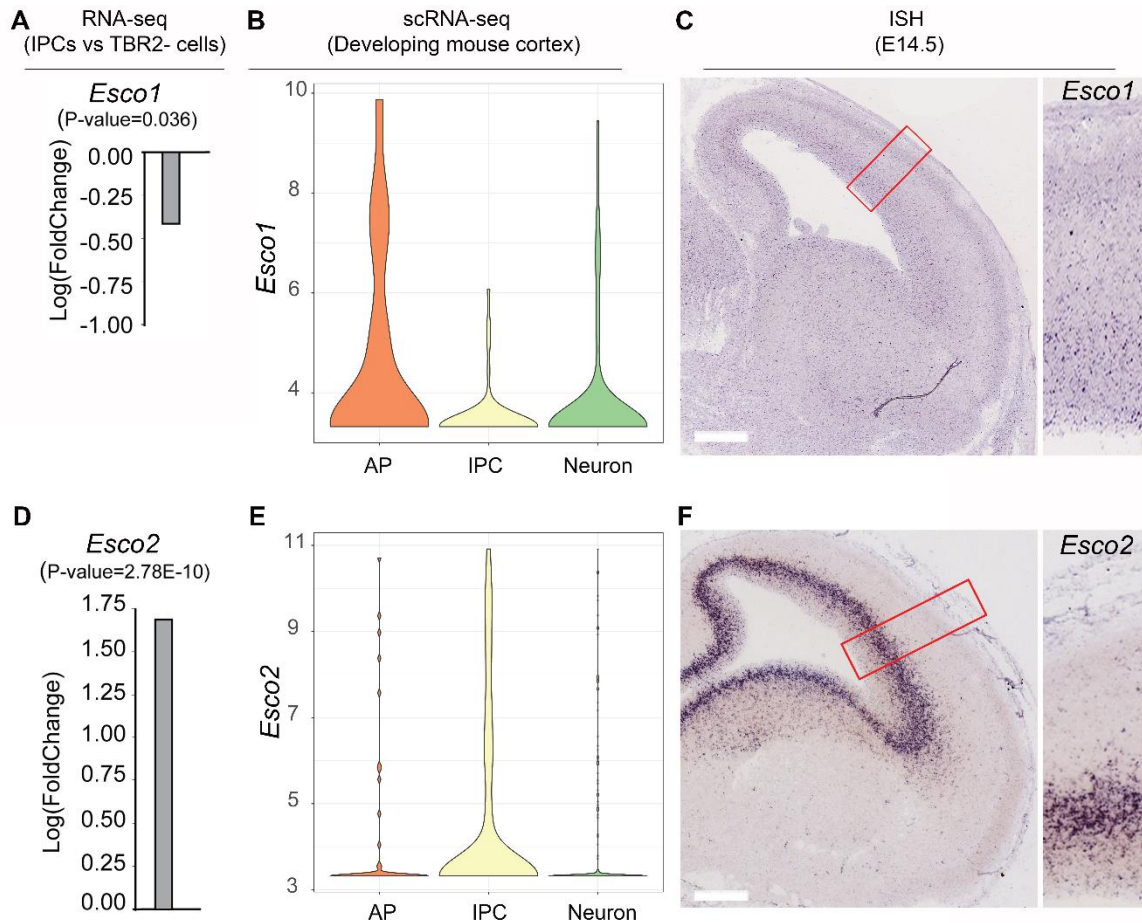 A
RNA-seq
(IPCs vs TBR2- cells)
Esco1
(P-value=0.036)
0.00
-0.25
-0.50
-0.75
-1.00
Log(FoldChange)
B
scRNA-seq
(Developing mouse cortex)
10
8
6
4
Esco1
AP
IPC
Neuron
C
ISH
(E14.5)
Esco1
D
Esco2
(P-value=2.78E-10)
1.75
1.50
1.25
1.00
0.75
0.50
0.25
0.00
Log(FoldChange)
E
11
9
7
5
3
Esco2
AP
IPC
Neuron
F
Esco2